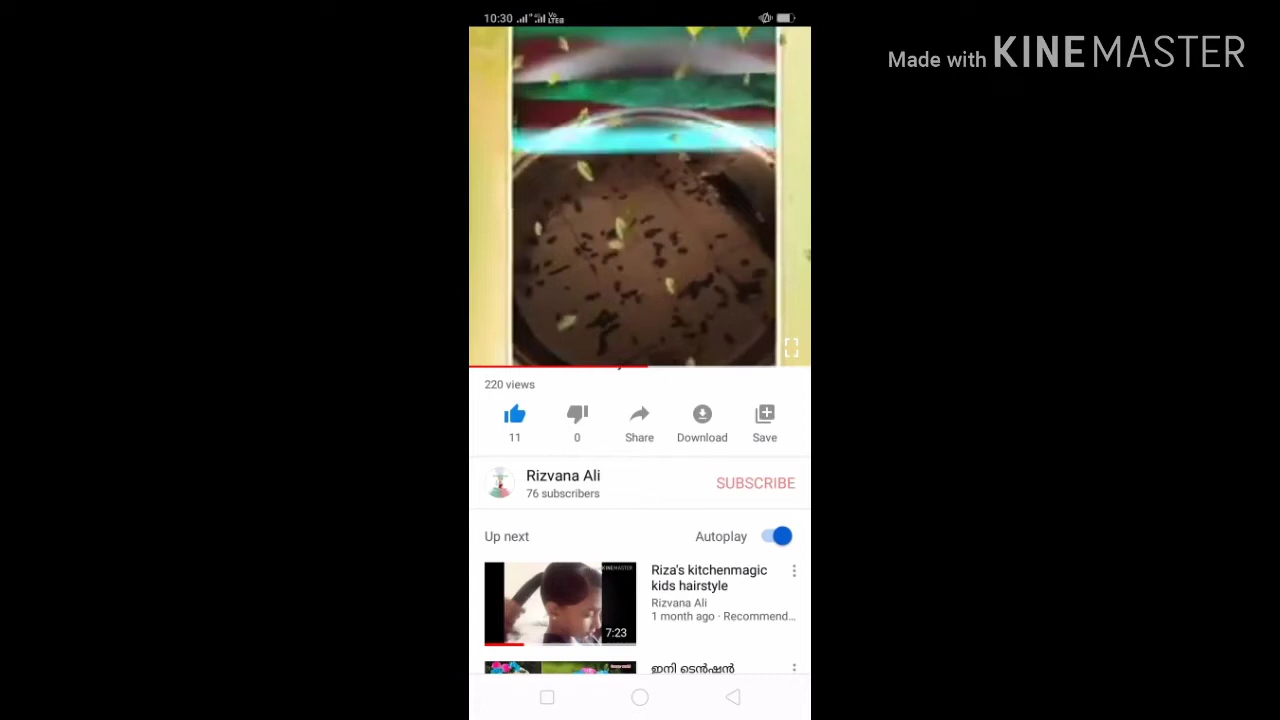 10:30
Made with KINEMASTER
220 views
11
0
Share
Download
Save
Rizvana Ali
76 subscribers
SUBSCRIBE
Up next
Autoplay
Riza's kitchenmagic
kids hairstyle
Rizvana Ali
1 month ago · Recommend...
7:23
ഇനി ടെൻഷൻ